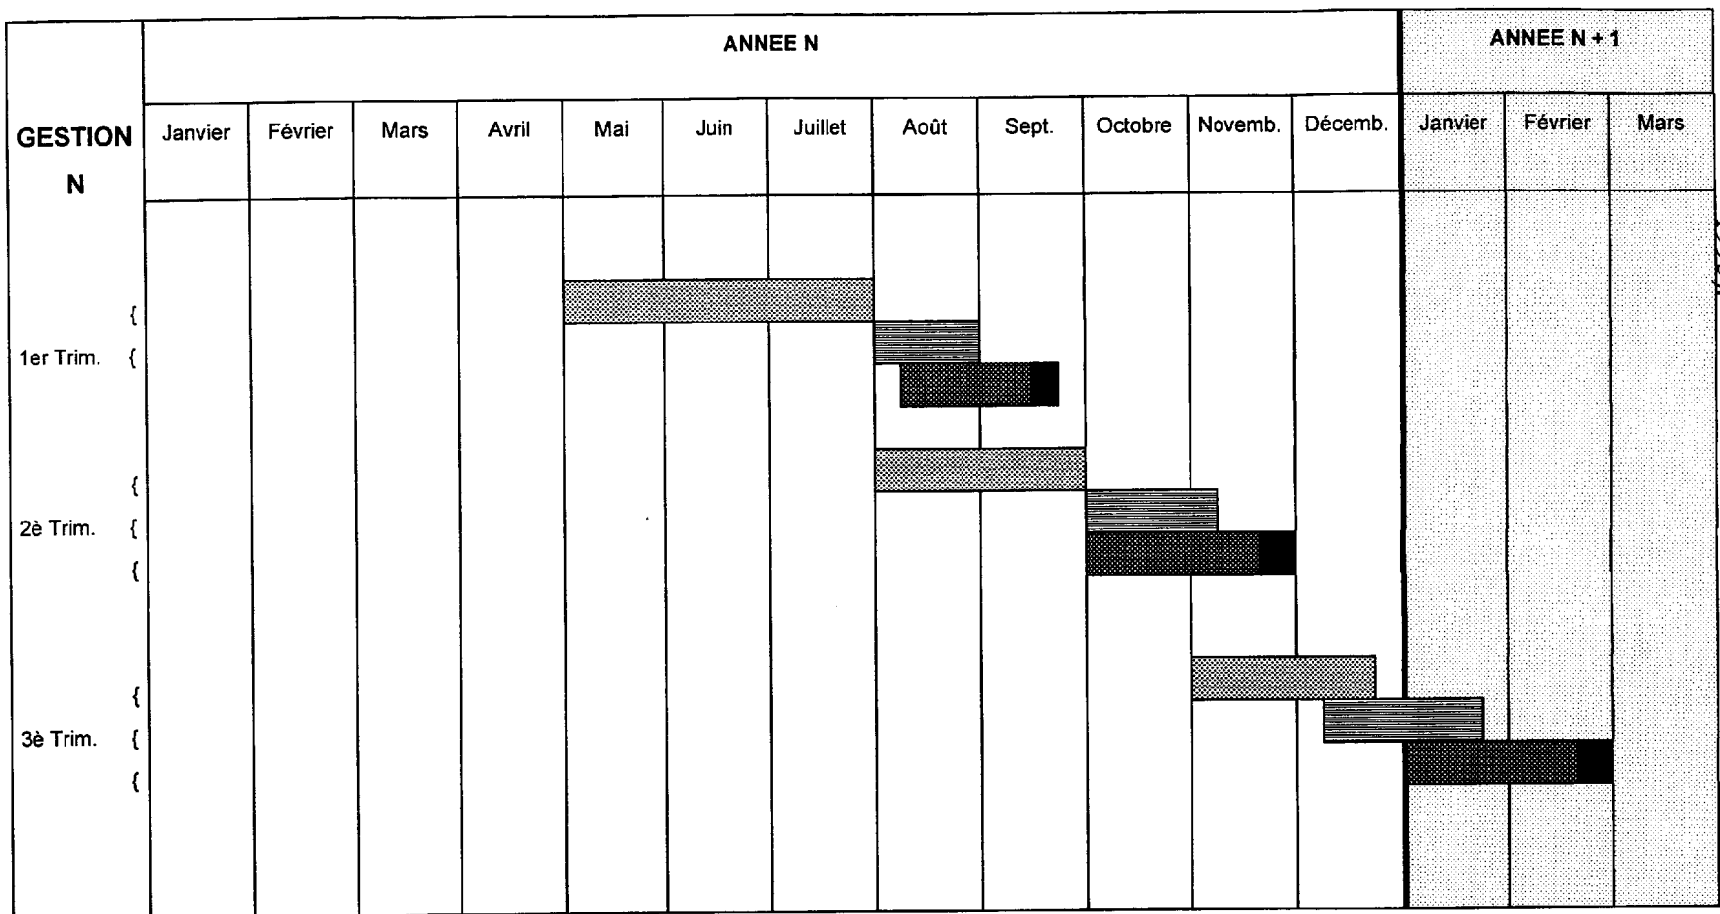 ANNEE N
ANNEE N + 1
GESTION
N
Janvier Février Mars Avril Mai Juin Juillet Août Sept. Octobre Novemb. Décemb. Janvier Février Mars
{
1er Trim. {
{
2è Trim. {
{
{
3è Trim. {
{